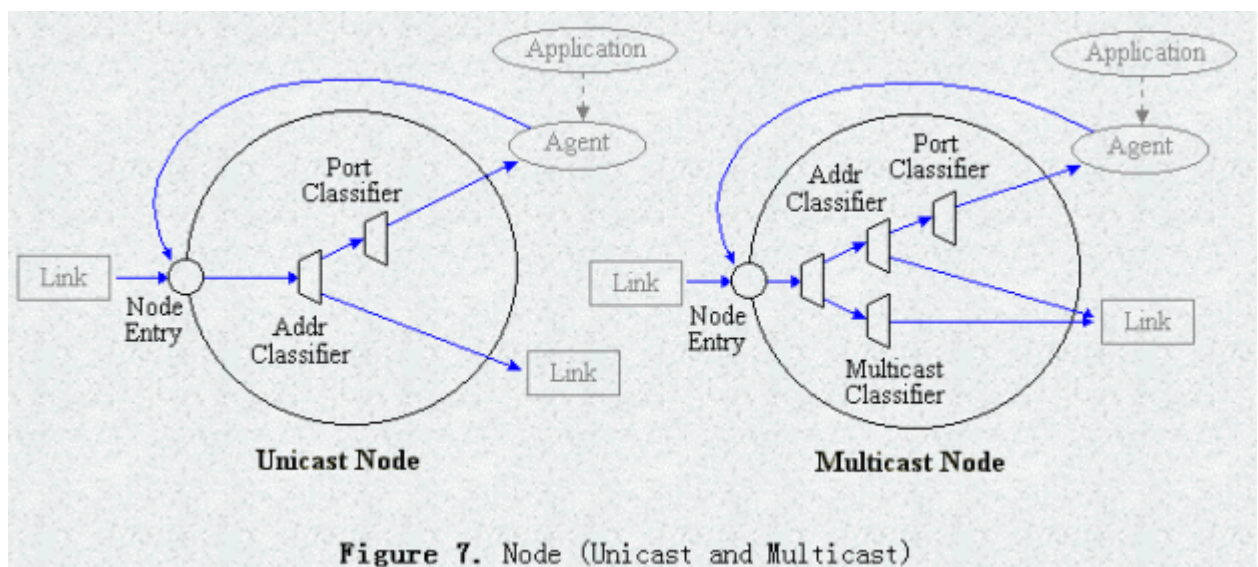 Application
Agent
Port
Classifier
Link
Node
Entry
Addr
Classifier
Link
Unicast Node
Application
Agent
Port
Classifier
Addr
Classifier
Link
Node
Entry
Link
Multicast
Classifier
Multicast Node
Figure 7. Node (Unicast and Multicast)